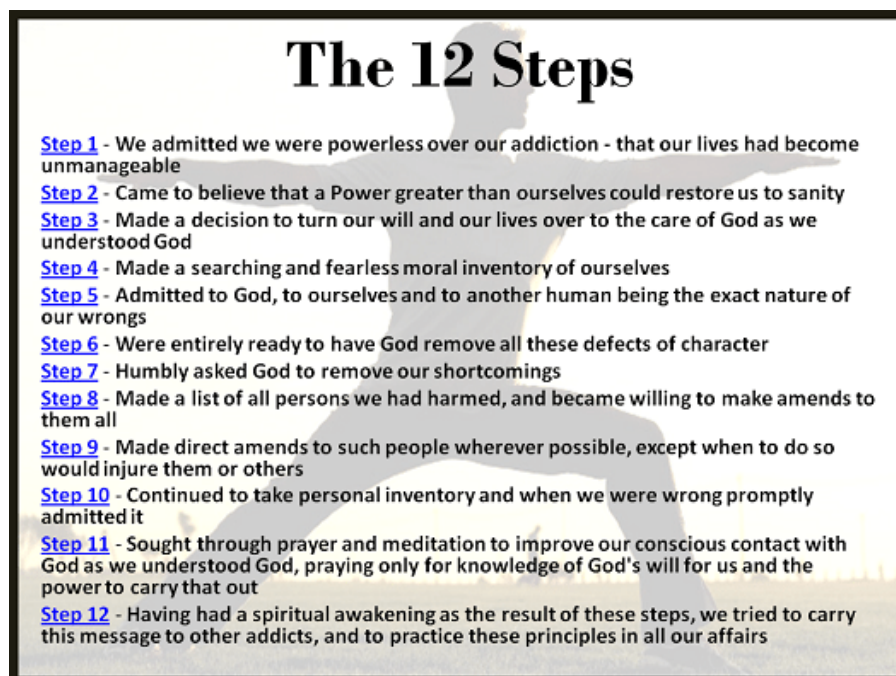 The 12 Steps
Step 1 - We admitted we were powerless over our addiction - that our lives had become
unmanageable
Step 2 - Came to believe that a Power greater than ourselves could restore us to sanity
Step 3 - Made a decision to turn our will and our lives over to the care of God as we
understood God
Step 4 - Made a searching and fearless moral inventory of ourselves
Step 5 - Admitted to God, to ourselves and to another human being the exact nature of
our wrongs
Step 6 - Were entirely ready to have God remove all these defects of character
Step 7 - Humbly asked God to remove our shortcomings
Step 8 - Made a list of all persons we had harmed, and became willing to make amends to
them all
Step 9 - Made direct amends to such people wherever possible, except when to do so
would injure them or others
Step 10 - Continued to take personal inventory and when we were wrong promptly
admitted it
Step 11 - Sought through prayer and meditation to improve our conscious contact with
God as we understood God, praying only for knowledge of God's will for us and the
power to carry that out
Step 12 - Having had a spiritual awakening as the result of these steps, we tried to carry
this message to other addicts, and to practice these principles in all our affairs